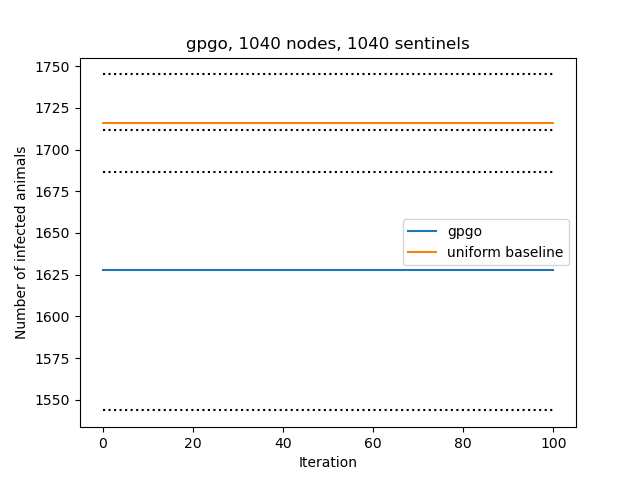 gpgo, 1040 nodes, 1040 sentinels
1750
1725
1700
1675
1650
1625
1600
1575
1550
Number of infected animals
gpgo
uniform baseline
0 20 40 60 80 100
Iteration